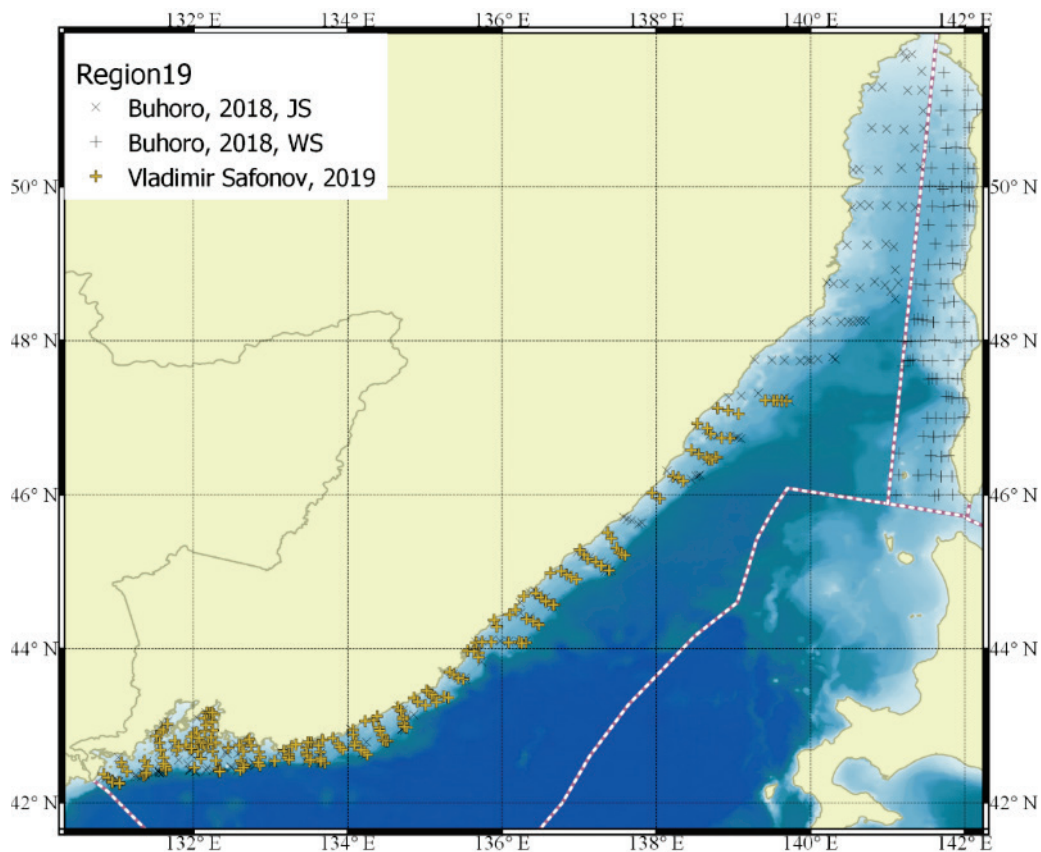 132° E 134° E 136° E 138° E 140° E 142° E
Region19
Buhoro, 2018, JS
Buhoro, 2018, WS
Vladimir Safonov, 2019
50° N 50° N
48° N 48° N
46° N 46° N
44° N 44° N
42° N 42° N
132° E 134° E 136° E 138° E 140° E 142° E